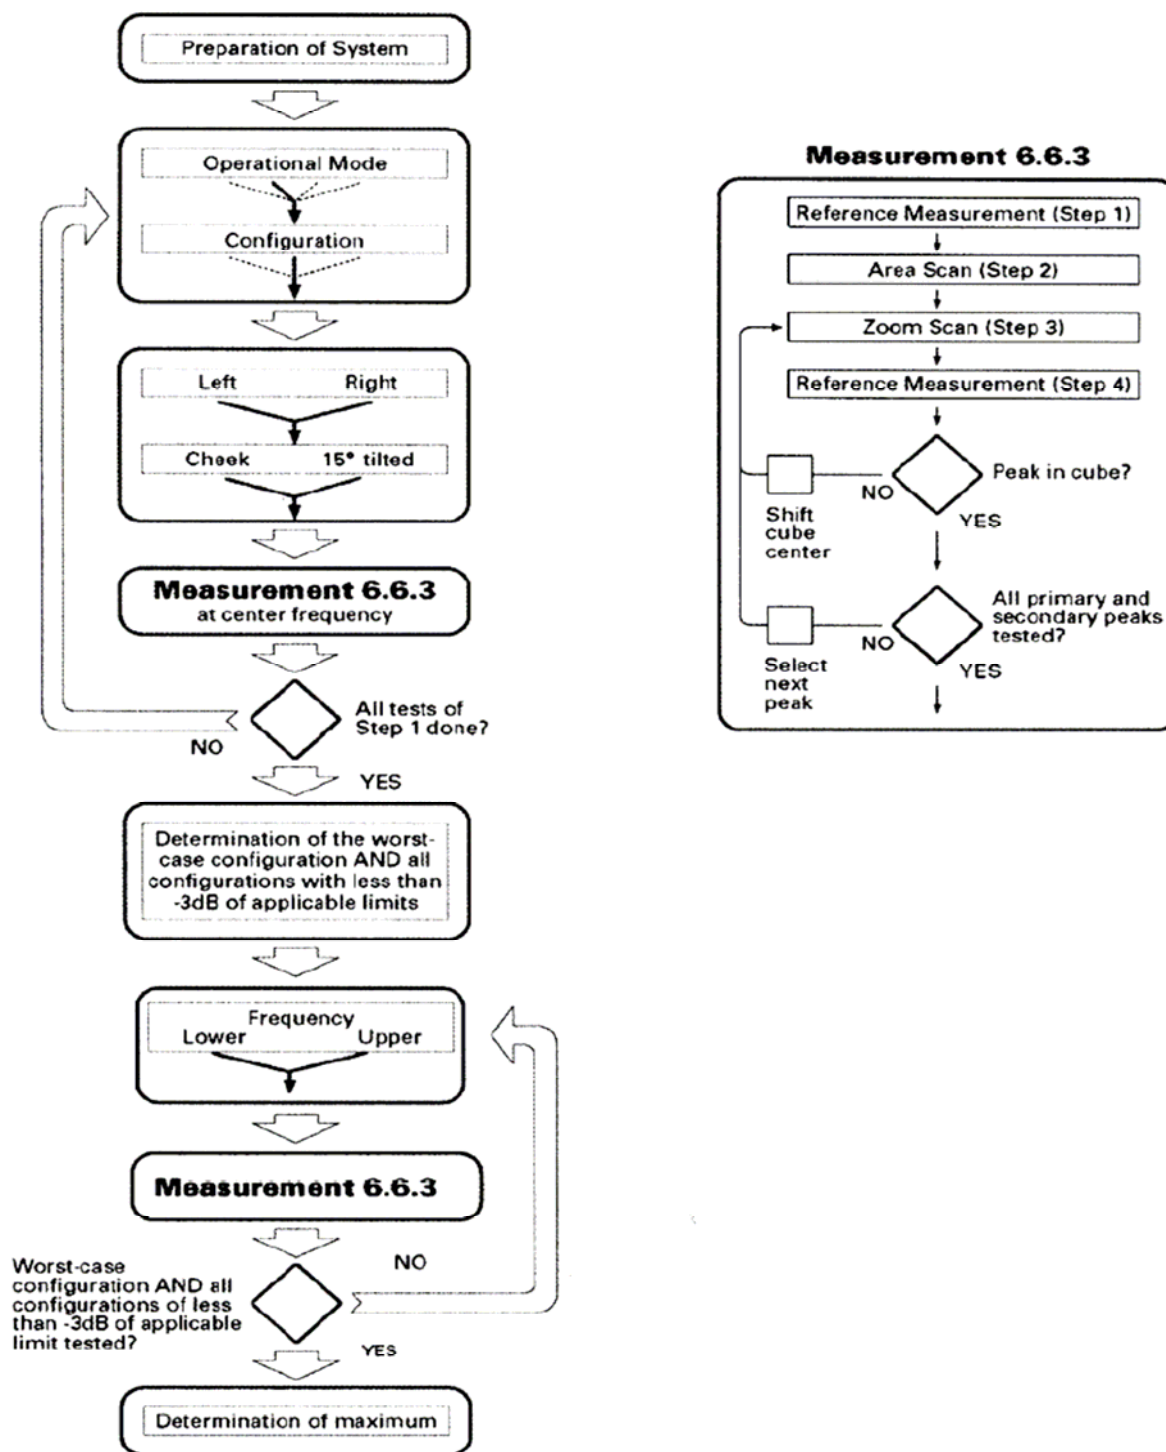 Preparation of System
Operational Mode
Configuration
Left Right
Cheek 15° tilted
Measurement 6.6.3
at center frequency
All tests of
Step 1 done?
NO
YES
Determination of the worst-
case configuration AND all
configurations with less than
-3dB of applicable limits
Frequency
Lower Upper
Measurement 6.6.3
NO
Worst-case
configuration AND all
configurations of less
than -3dB of applicable
limit tested?
YES
Determination of maximum
Measurement 6.6.3
Reference Measurement (Step 1)
Area Scan (Step 2)
Zoom Scan (Step 3)
Reference Measurement (Step 4)
Peak in cube?
NO
Shift
cube
center
YES
All primary and
secondary peaks
tested?
NO
Select
next
peak
YES